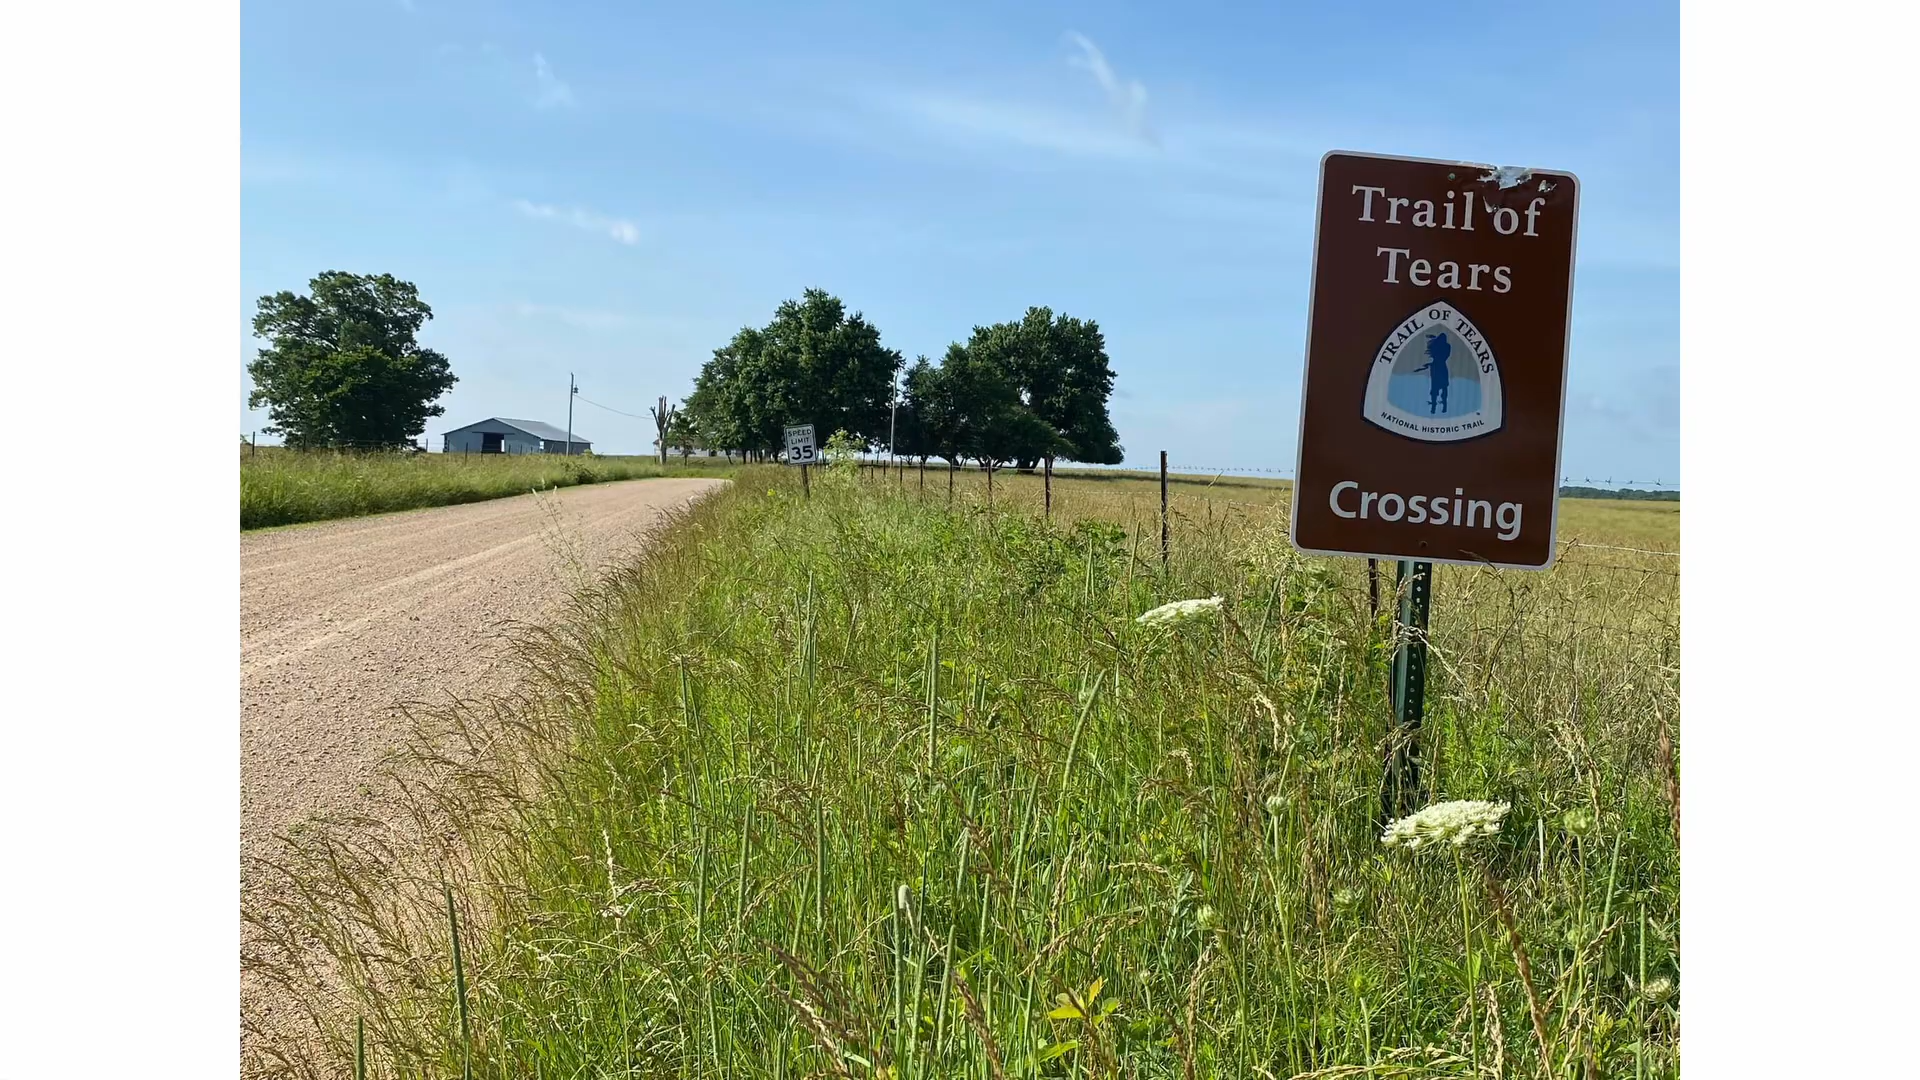 Trail of
Tears
TRAIL OF TEARS
NATIONAL HISTORIC TRAIL
Crossing
SPEED
LIMIT
35